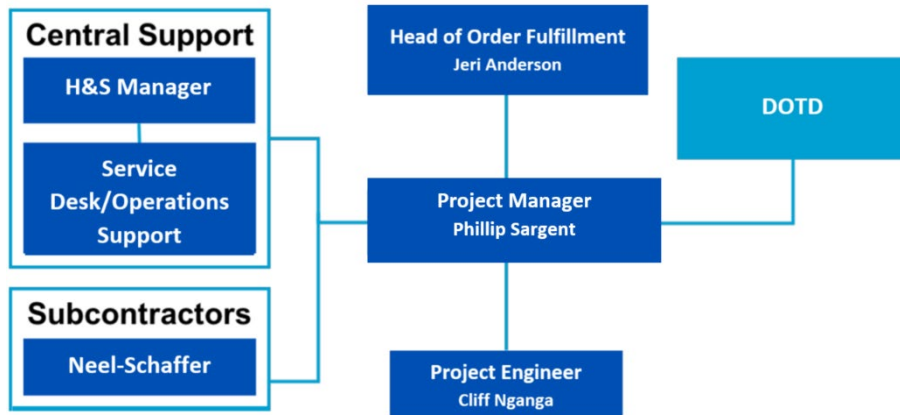 Central Support
H&S Manager
Service
Desk/Operations
Support
Subcontractors
Neel-Schaffer
Head of Order Fulfillment
Jeri Anderson
Project Manager
Phillip Sargent
Project Engineer
Cliff Nganga
DOTD